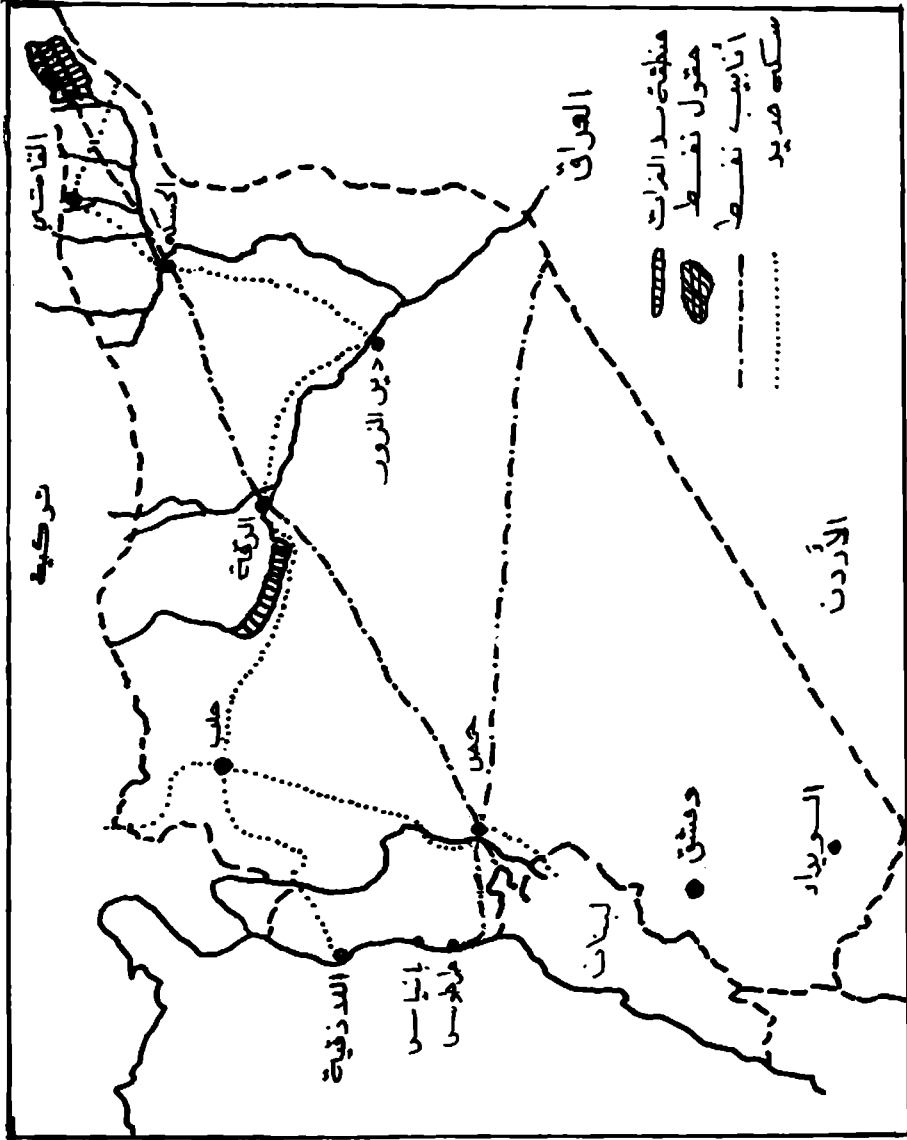 تركية
القامشلي
الحسكة
العراق
الرقة
دير الزور
حلب
حمص
اللاذقية
بانياس
طرطوس
لبنان
دمشق
السويداء
الأردن
منطقة سد الفرات
حقول نفط
أنابيب نفط
سكة حديد